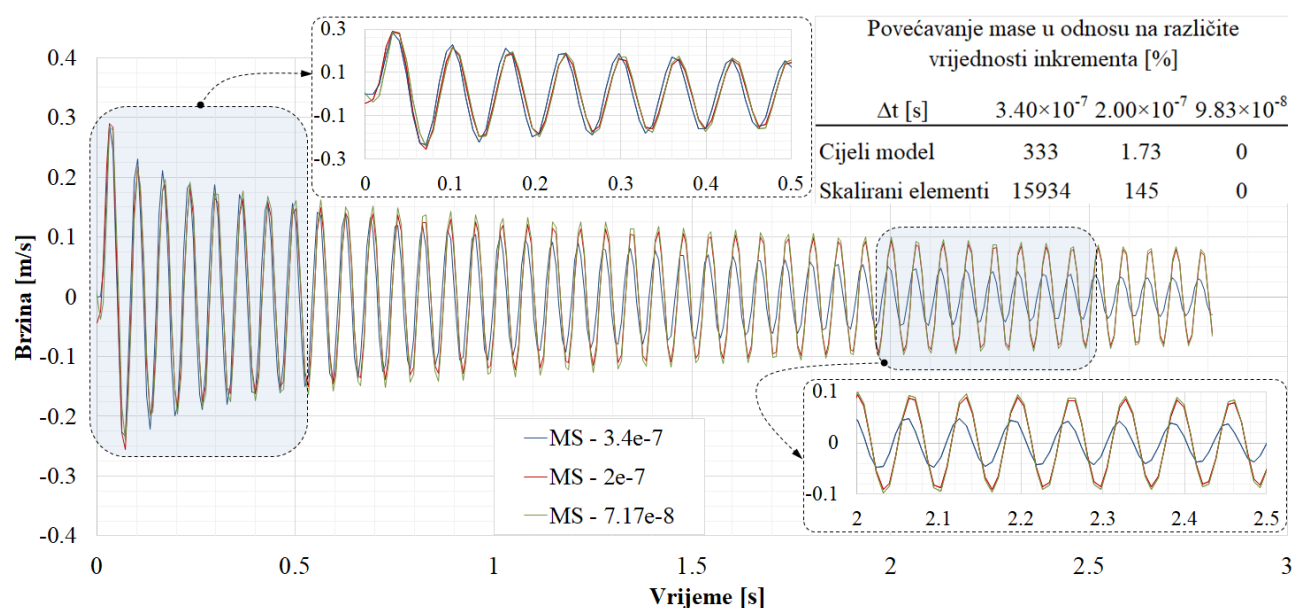 Povećavanje mase u odnosu na različite
vrijednosti inkrementa [%]
Δt [s] 3.40×10⁻⁷ 2.00×10⁻⁷ 9.83×10⁻⁸
Cijeli model 333 1.73 0
Skalirani elementi 15934 145 0
0.3
0.1
-0.1
-0.3
0 0.1 0.2 0.3 0.4 0.5
Brzina [m/s]
0.4
0.3
0.2
0.1
0
-0.1
-0.2
-0.3
-0.4
MS - 3.4e-7
MS - 2e-7
MS - 7.17e-8
0.1
0
-0.1
2 2.1 2.2 2.3 2.4 2.5
0 0.5 1 1.5 2 2.5 3
Vrijeme [s]